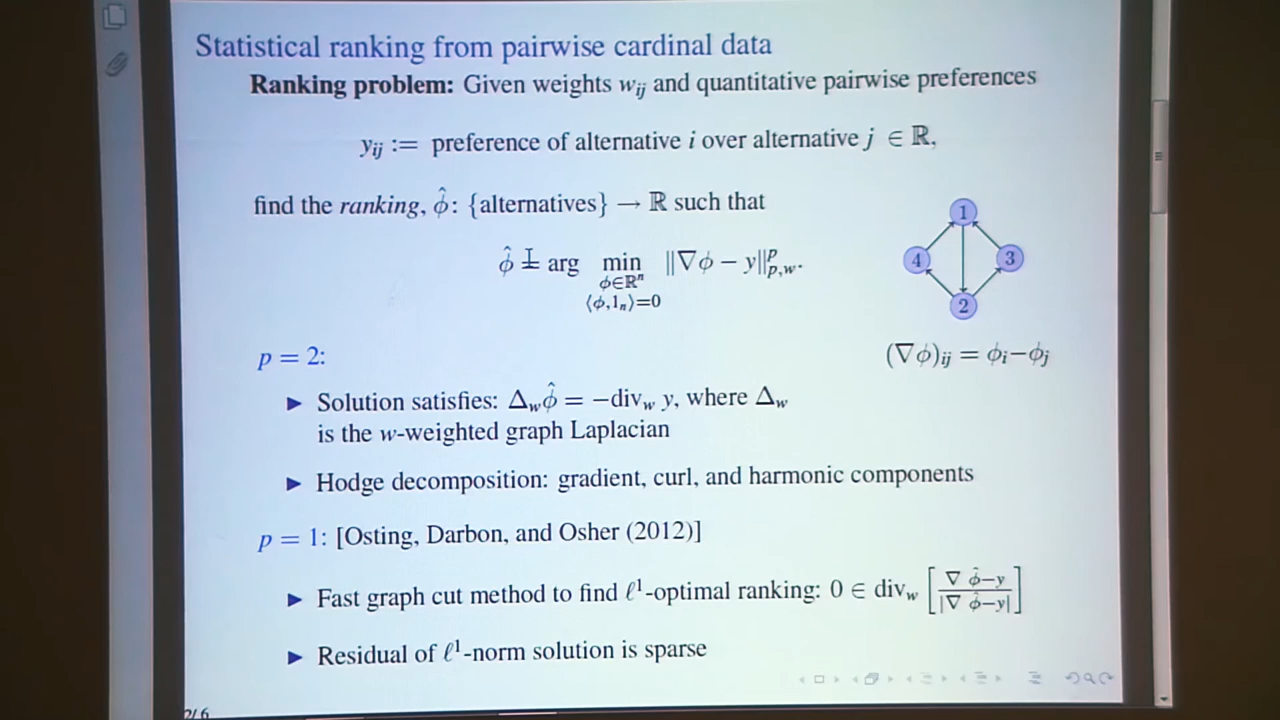 Statistical ranking from pairwise cardinal data
Ranking problem: Given weights w_ij and quantitative pairwise preferences
y_ij := preference of alternative i over alternative j ∈ ℝ,
find the ranking, φ̂: {alternatives} → ℝ such that
φ̂ = arg min ‖∇φ − y‖^p_{p,w}.
φ∈ℝ^n
⟨φ,1_n⟩=0
1
4
3
2
(∇φ)_ij = φ_i−φ_j
p = 2:
► Solution satisfies: Δ_w φ̂ = −div_w y, where Δ_w
is the w-weighted graph Laplacian
► Hodge decomposition: gradient, curl, and harmonic components
p = 1: [Osting, Darbon, and Osher (2012)]
► Fast graph cut method to find ℓ¹-optimal ranking: 0 ∈ div_w [∇ φ̂−y / |∇ φ̂−y|]
► Residual of ℓ¹-norm solution is sparse